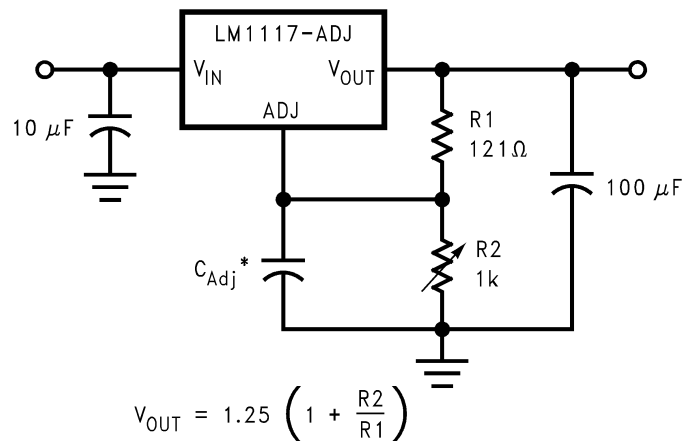 LM1117-ADJ
V_IN
V_OUT
ADJ
10 µF
R1
121Ω
100 µF
C_Adj*
R2
1k
V_OUT = 1.25 (1 + R2/R1)